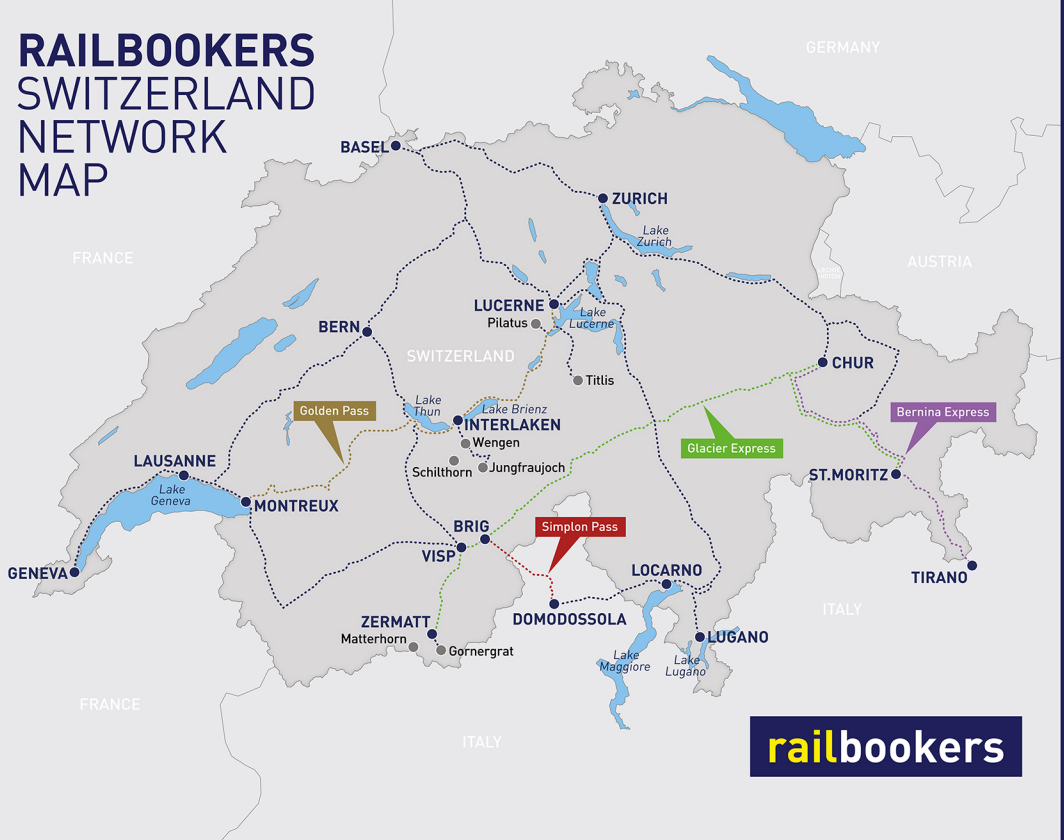 RAILBOOKERS
SWITZERLAND
NETWORK
MAP
GERMANY
BASEL
ZURICH
Lake
Zurich
FRANCE
AUSTRIA
LUCERNE
Lake
Lucerne
Pilatus
BERN
SWITZERLAND
CHUR
Titlis
Lake
Thun
Lake Brienz
Golden Pass
Bernina Express
INTERLAKEN
Wengen
Glacier Express
LAUSANNE
Schilthorn
Jungfraujoch
ST.MORITZ
Lake
Geneva
MONTREUX
BRIG
Simplon Pass
VISP
GENEVA
LOCARNO
TIRANO
ITALY
ZERMATT
DOMODOSSOLA
Matterhorn
Gornergrat
LUGANO
Lake
Maggiore
Lake
Lugano
FRANCE
ITALY
railbookers